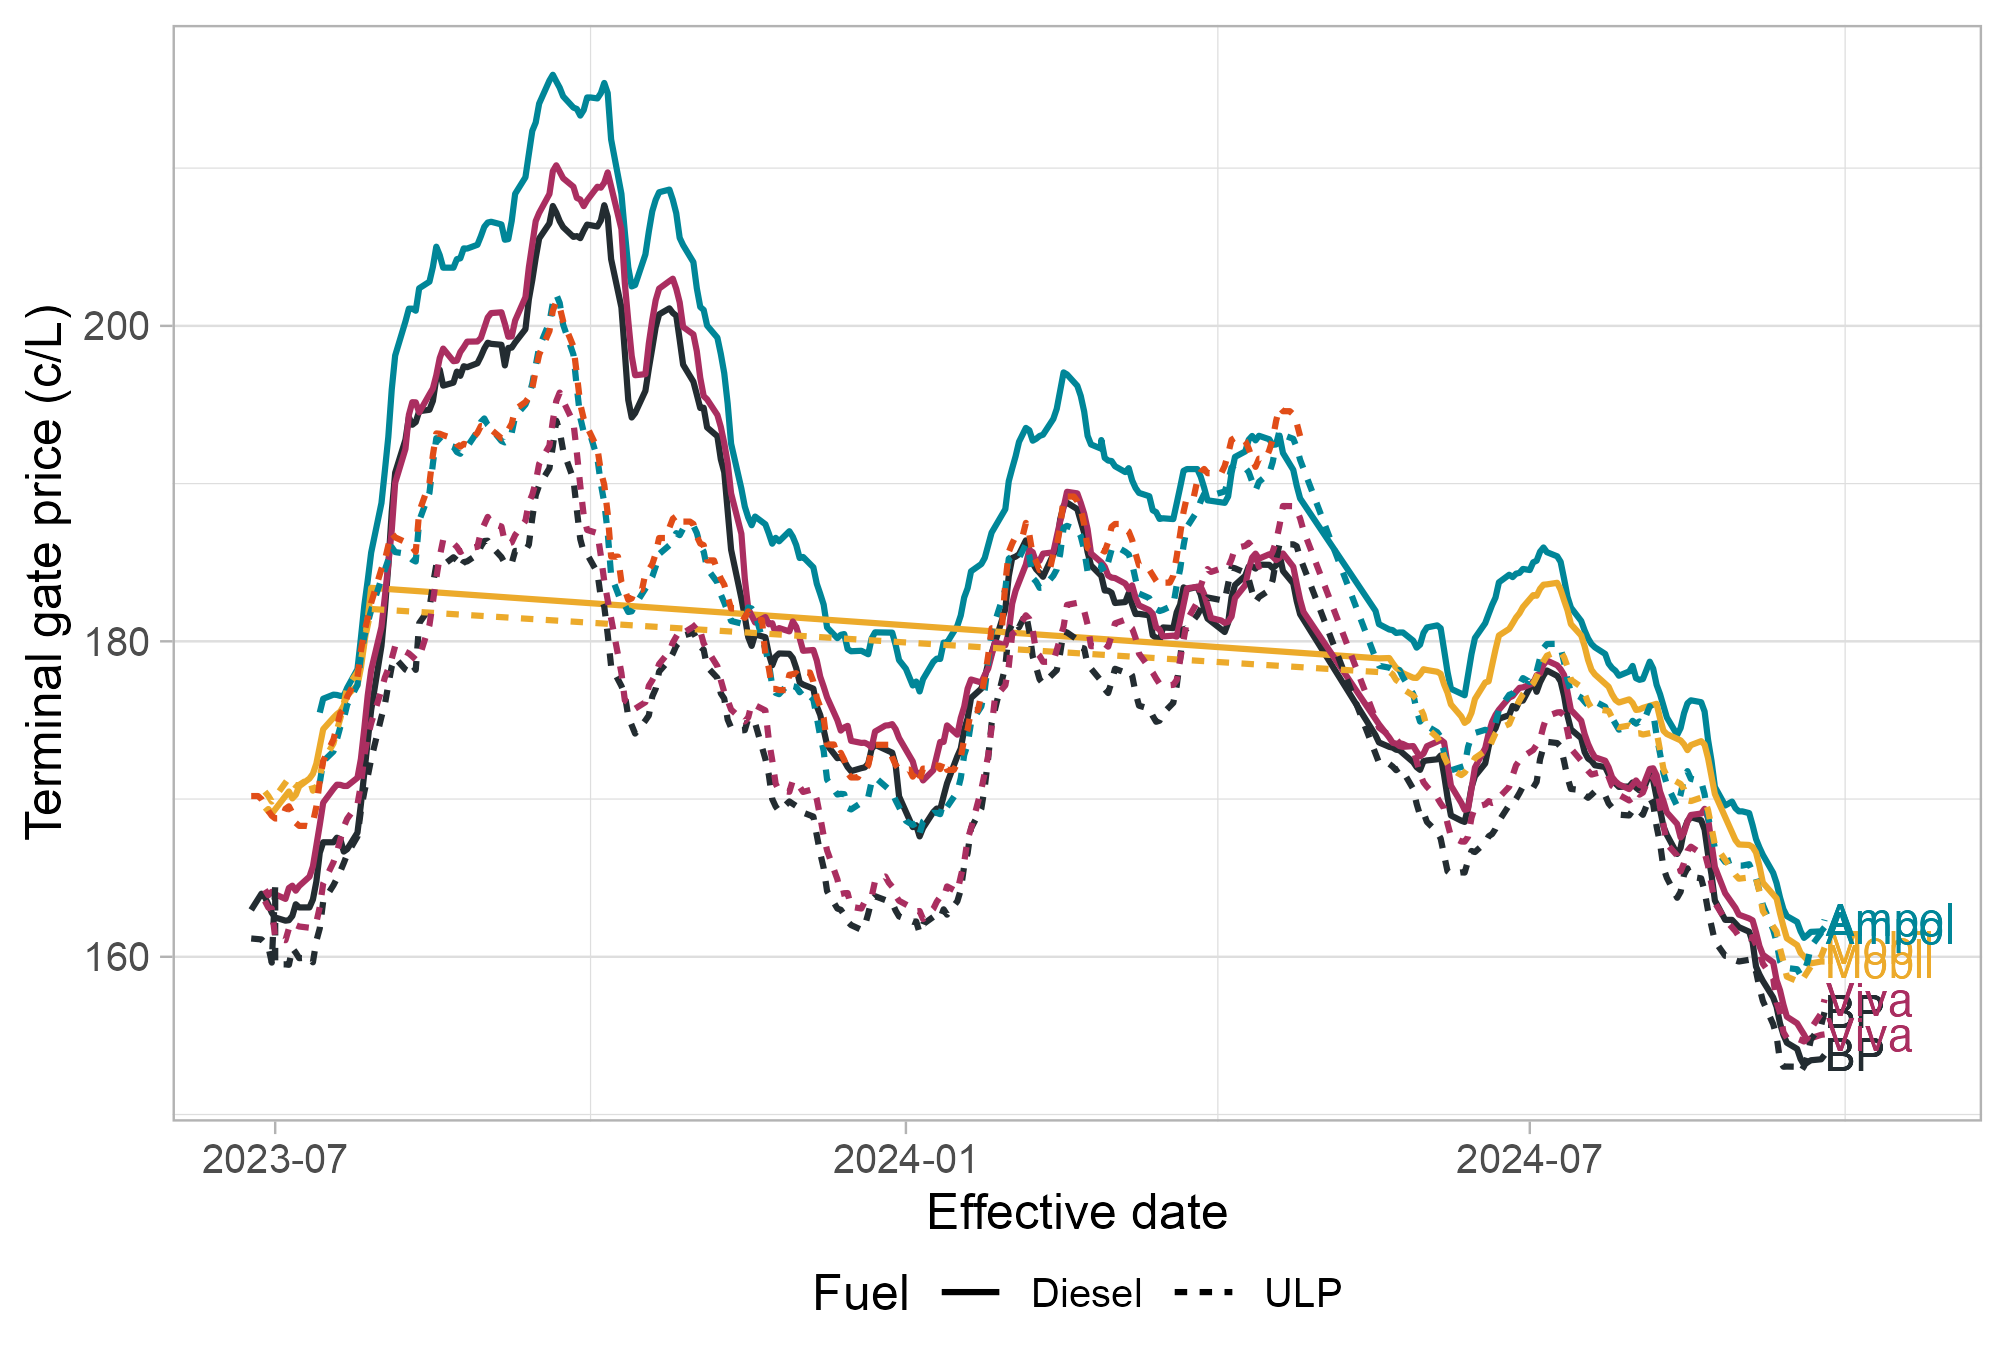 Terminal gate price (c/L)
200
180
160
Ampol
Ampol
Mobil
Mobil
Viva
BP
Viva
BP
2023-07
2024-01
2024-07
Effective date
Fuel
Diesel
ULP